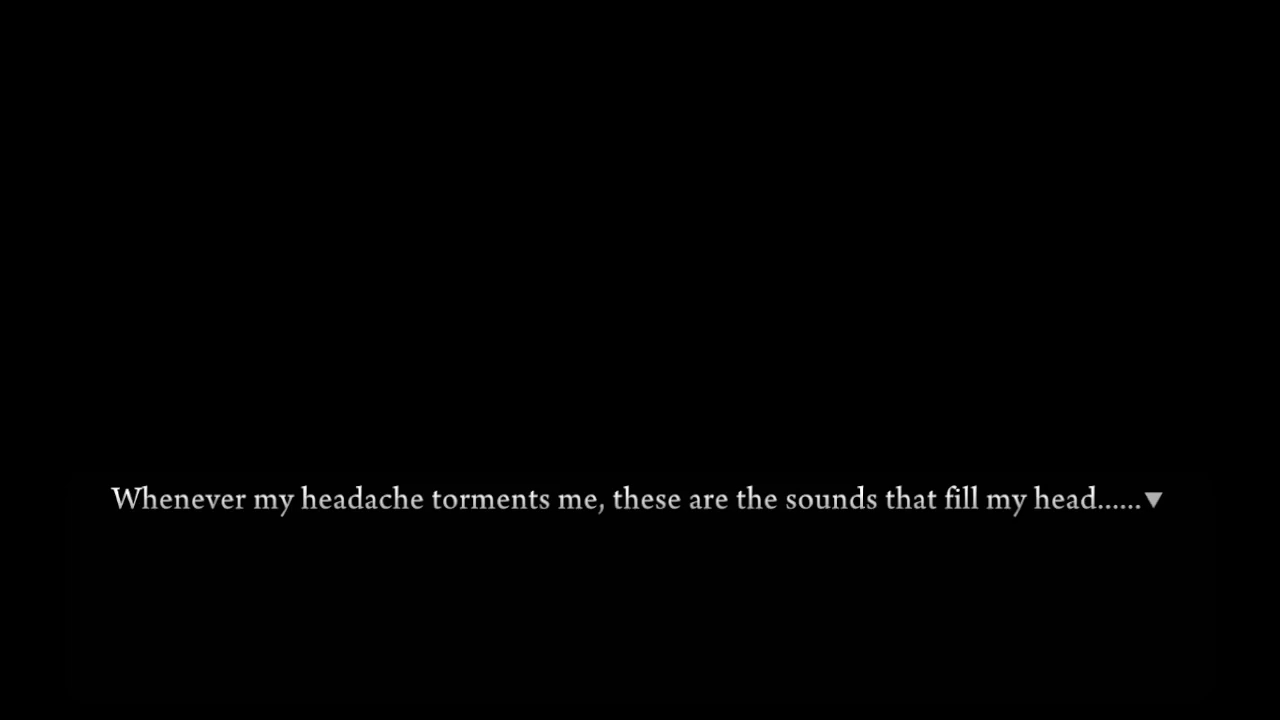 Whenever my headache torments me, these are the sounds that fill my head......▼